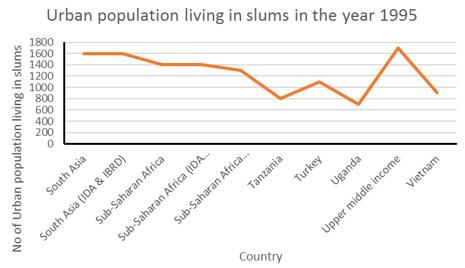 Urban population living in slums in the year 1995
No of Urban population living in slums
1800
1600
1400
1200
1000
800
600
400
200
0
South Asia
South Asia (IDA & IBRD)
Sub-Saharan Africa
Sub-Saharan Africa (IDA...
Sub-Saharan Africa...
Tanzania
Turkey
Uganda
Upper middle income
Vietnam
Country